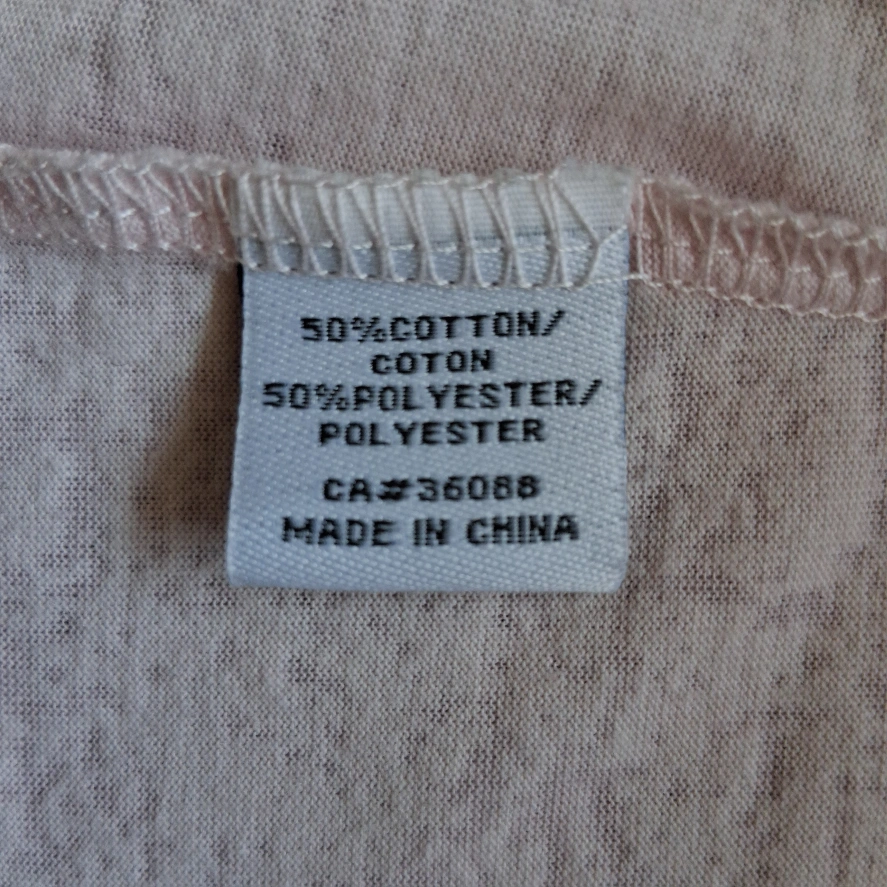 50%COTTON/
COTON
50%POLYESTER/
POLYESTER
CA#36088
MADE IN CHINA